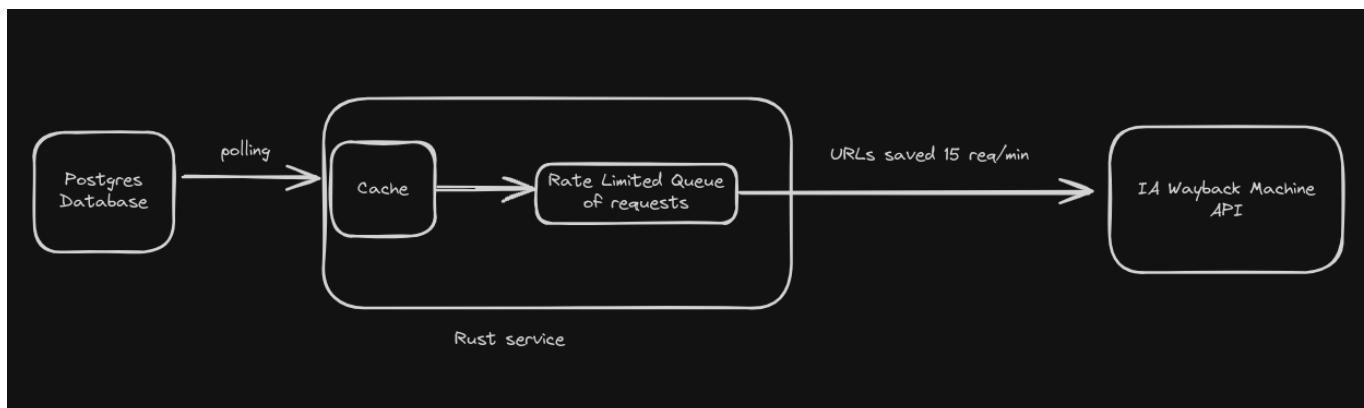 Postgres
Database
polling
Cache
Rate Limited Queue
of requests
URLs saved 15 req/min
IA Wayback Machine
API
Rust service